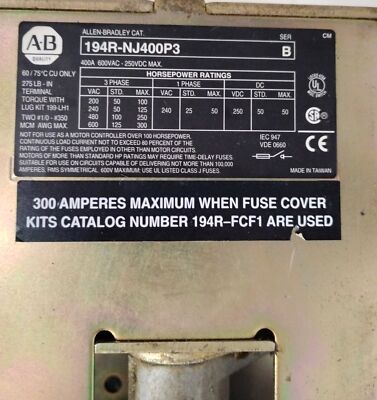 A-B
QUALITY
ALLEN-BRADLEY CAT.
194R-NJ400P3
SER
B
CM
400A 600VAC - 250VDC MAX.
60 / 75°C CU ONLY
275 LB - IN
TERMINAL
TORQUE WITH
LUG KIT 199-LH1
TWO #1/0 - #350
MCM AWG MAX.
HORSEPOWER RATINGS
3 PHASE 1 PHASE DC
VAC STD. MAX. VAC STD. MAX. VDC STD. MAX.
200 50 100 240 25 50 250 50 50
240 50 125
480 100 250
600 125 300
NOT FOR USE AS A MOTOR CONTROLLER OVER 100 HORSEPOWER.
CONTINUOUS LOAD CURRENT NOT TO EXCEED 80 PERCENT OF THE
RATING OF FUSES EMPLOYED IN OTHER THAN MOTOR CIRCUITS.
MOTORS OF MORE THAN STANDARD HP RATINGS MAY REQUIRE TIME-DELAY FUSES.
SUITABLE FOR USE ON CIRCUITS CAPABLE OF DELIVERING NOT MORE THAN 100,000
AMPERES, RMS SYMMETRICAL, 600V MAXIMUM; USE UL LISTED CLASS J FUSES.
IEC 947
VDE 0660
UL
SA
CE
MADE IN TAIWAN
300 AMPERES MAXIMUM WHEN FUSE COVER
KITS CATALOG NUMBER 194R-FCF1 ARE USED